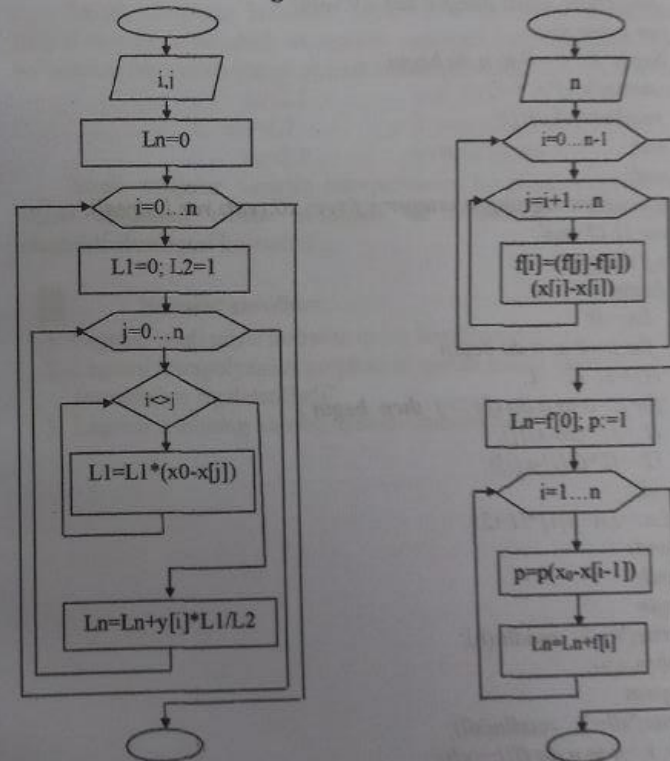 i,j
Ln=0
i=0...n
L1=0; L2=1
j=0...n
i<>j
L1=L1*(x0-x[j])
Ln=Ln+y[i]*L1/L2
n
i=0...n-1
j=i+1...n
f[i]=(f[j]-f[i])
(x[j]-x[i])
Ln=f[0]; p:=1
i=1...n
p=p(x₀-x[i-1])
Ln=Ln+f[i]